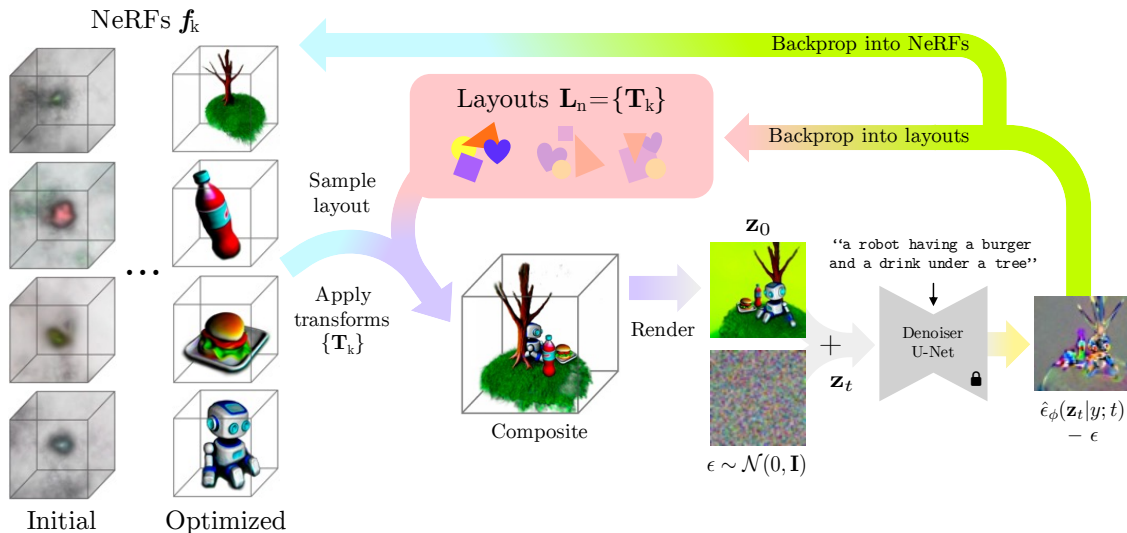 NeRFs f_k
Backprop into NeRFs
Layouts L_n={T_k}
Backprop into layouts
Sample
layout
...
z_0
"a robot having a burger
and a drink under a tree"
Apply
transforms
{T_k}
Render
+
z_t
Denoiser
U-Net
Composite
ϵ ∼ 𝒩(0, I)
ϵ̂_ϕ(z_t|y; t)
− ϵ
Initial
Optimized